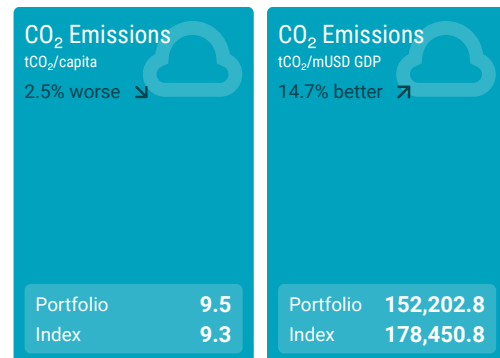 CO₂ Emissions
tCO₂/capita
2.5% worse
Portfolio 9.5
Index 9.3
CO₂ Emissions
tCO₂/mUSD GDP
14.7% better
Portfolio 152,202.8
Index 178,450.8